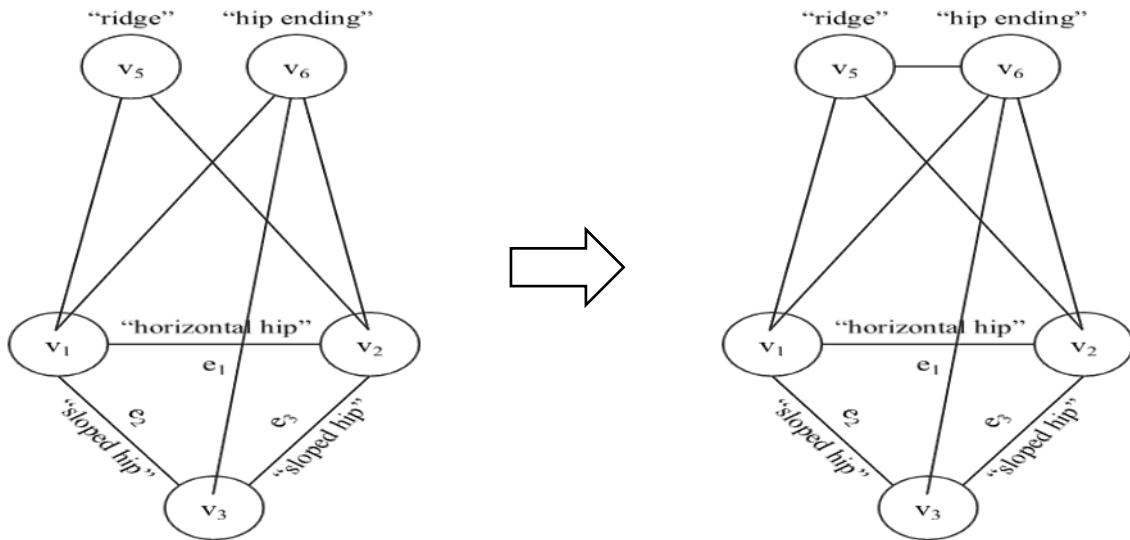 “ridge” “hip ending”
v5 v6
“horizontal hip”
v1 v2
e1
e2 e3
“sloped hip” “sloped hip”
v3
“ridge” “hip ending”
v5 v6
“horizontal hip”
v1 v2
e1
e2 e3
“sloped hip” “sloped hip”
v3